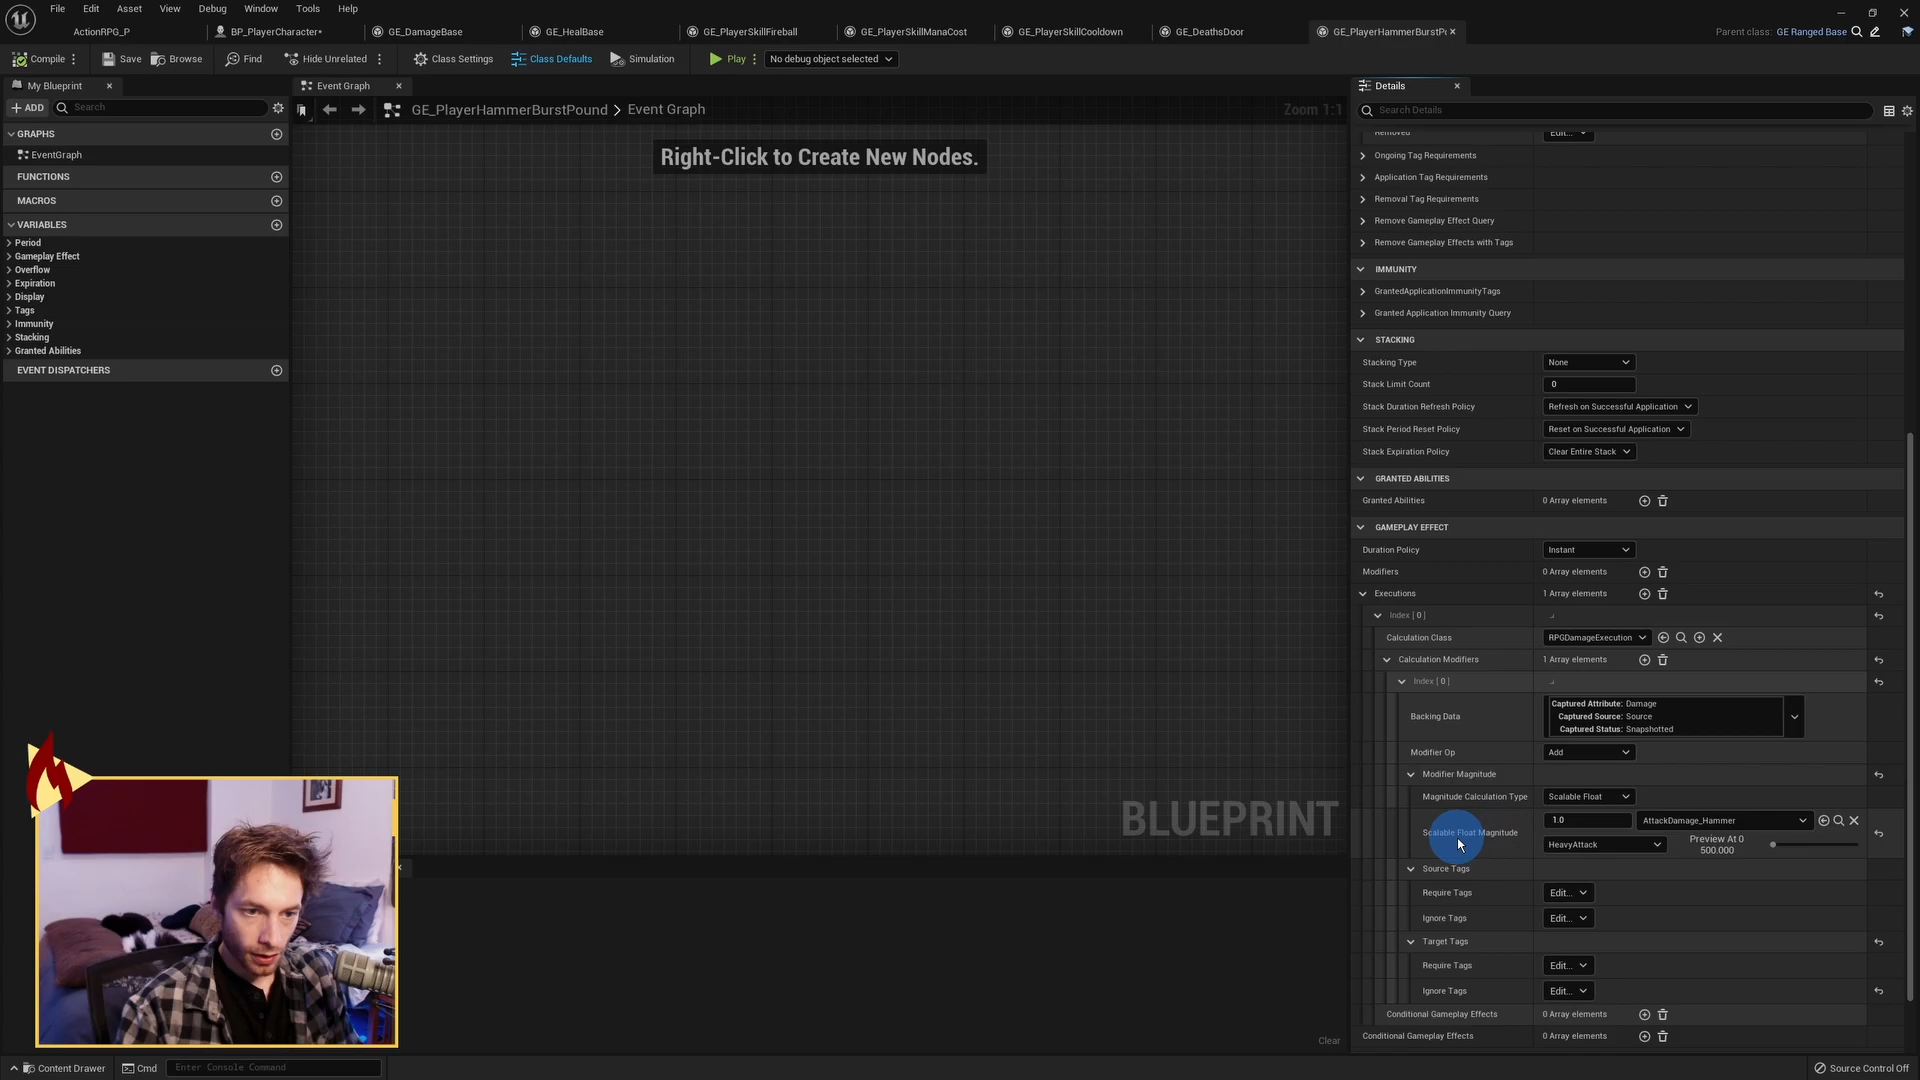 File Edit Asset View Debug Window Tools Help
ActionRPG_P BP_PlayerCharacter* GE_DamageBase GE_HealBase GE_PlayerSkillFireball GE_PlayerSkillManaCost GE_PlayerSkillCooldown GE_DeathsDoor GE_PlayerHammerBurstP Parent class: GE Ranged Base
Compile Save Browse Find Hide Unrelated Class Settings Class Defaults Simulation Play No debug object selected
My Blueprint Event Graph Details
ADD Search GE_PlayerHammerBurstPound > Event Graph Zoom 1:1 Search Details
Right-Click to Create New Nodes.
GRAPHS
EventGraph
FUNCTIONS
MACROS
VARIABLES
Period
Gameplay Effect
Overflow
Expiration
Display
Tags
Immunity
Stacking
Granted Abilities
EVENT DISPATCHERS
BLUEPRINT
Clear
Removed Edit...
Ongoing Tag Requirements
Application Tag Requirements
Removal Tag Requirements
Remove Gameplay Effect Query
Remove Gameplay Effects with Tags
IMMUNITY
GrantedApplicationImmunityTags
Granted Application Immunity Query
STACKING
Stacking Type None
Stack Limit Count 0
Stack Duration Refresh Policy Refresh on Successful Application
Stack Period Reset Policy Reset on Successful Application
Stack Expiration Policy Clear Entire Stack
GRANTED ABILITIES
Granted Abilities 0 Array elements
GAMEPLAY EFFECT
Duration Policy Instant
Modifiers 0 Array elements
Executions 1 Array elements
Index [ 0 ]
Calculation Class RPGDamageExecution
Calculation Modifiers 1 Array elements
Index [ 0 ]
Captured Attribute: Damage
Backing Data Captured Source: Source
Captured Status: Snapshotted
Modifier Op Add
Modifier Magnitude
Magnitude Calculation Type Scalable Float
1.0 AttackDamage_Hammer
Scalable Float Magnitude
HeavyAttack Preview At 0
500.000
Source Tags
Require Tags Edit...
Ignore Tags Edit...
Target Tags
Require Tags Edit...
Ignore Tags Edit...
Conditional Gameplay Effects 0 Array elements
Conditional Gameplay Effects 0 Array elements
Content Drawer Cmd Enter Console Command Source Control Off